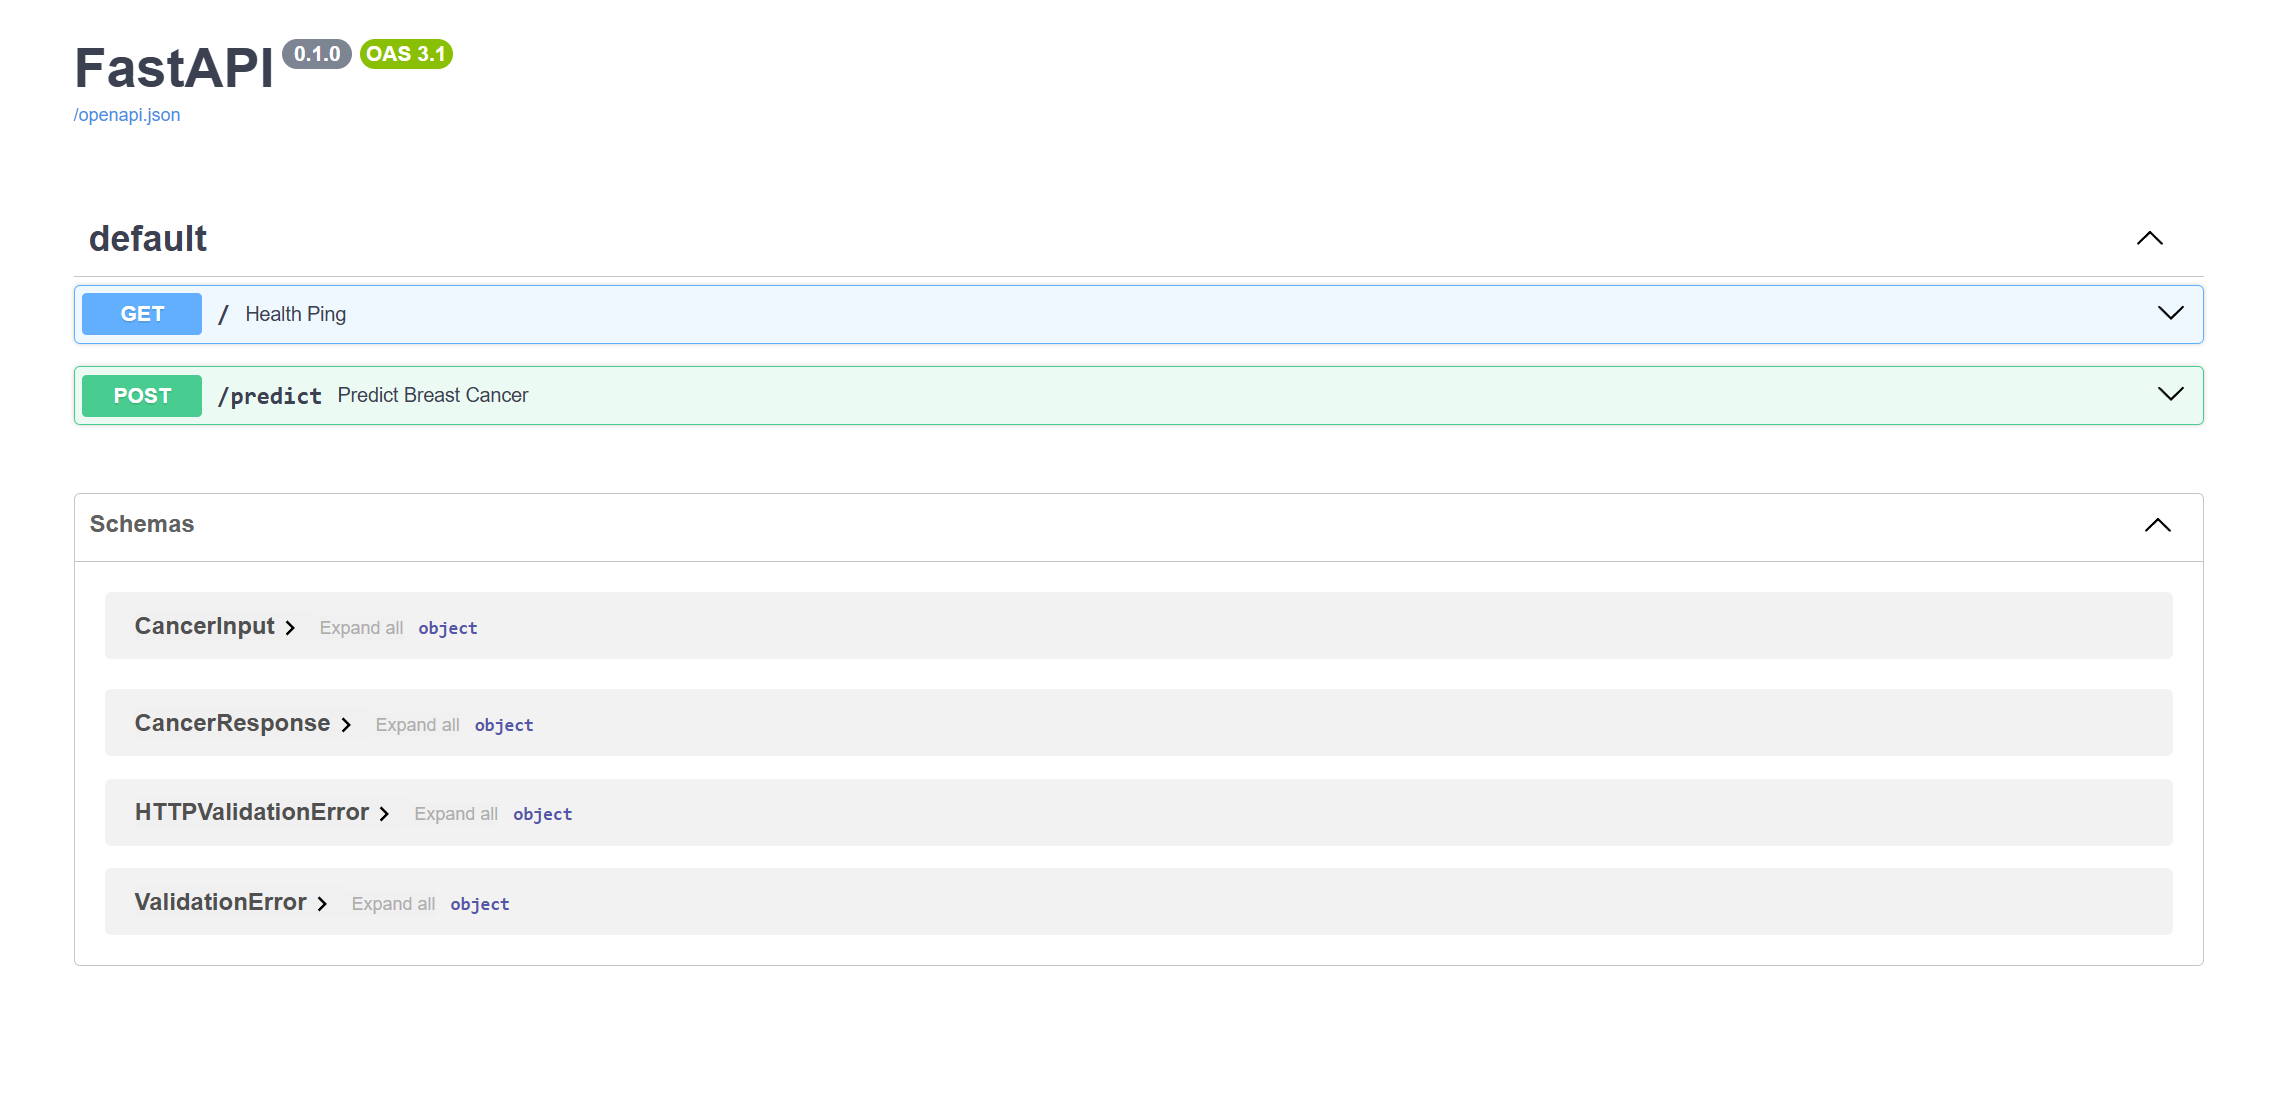 FastAPI 0.1.0 OAS 3.1
/openapi.json
default
GET / Health Ping
POST /predict Predict Breast Cancer
Schemas
CancerInput Expand all object
CancerResponse Expand all object
HTTPValidationError Expand all object
ValidationError Expand all object